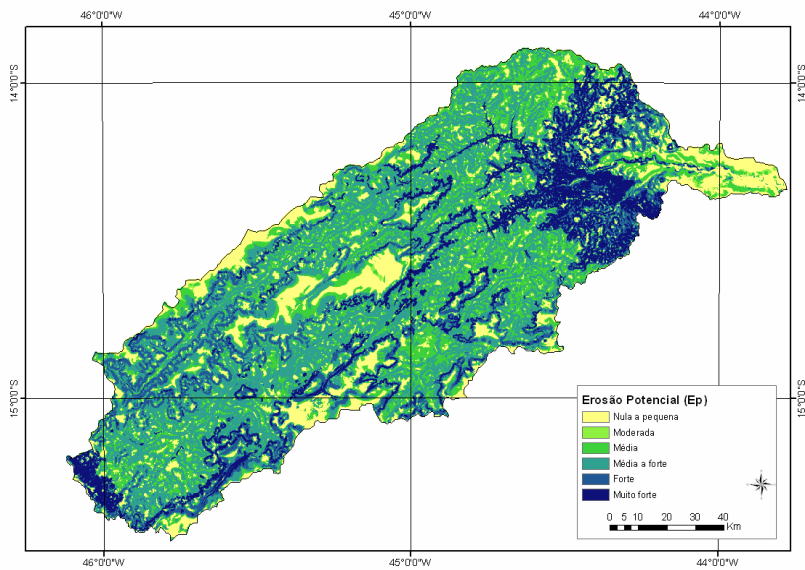 46°0'0"W 45°0'0"W 44°0'0"W
14°0'0"S 14°0'0"S
15°0'0"S 15°0'0"S
Erosão Potencial (Ep)
Nula a pequena
Moderada
Média
Média a forte
Forte
Muito forte
0 5 10 20 30 40
Km
46°0'0"W 45°0'0"W 44°0'0"W